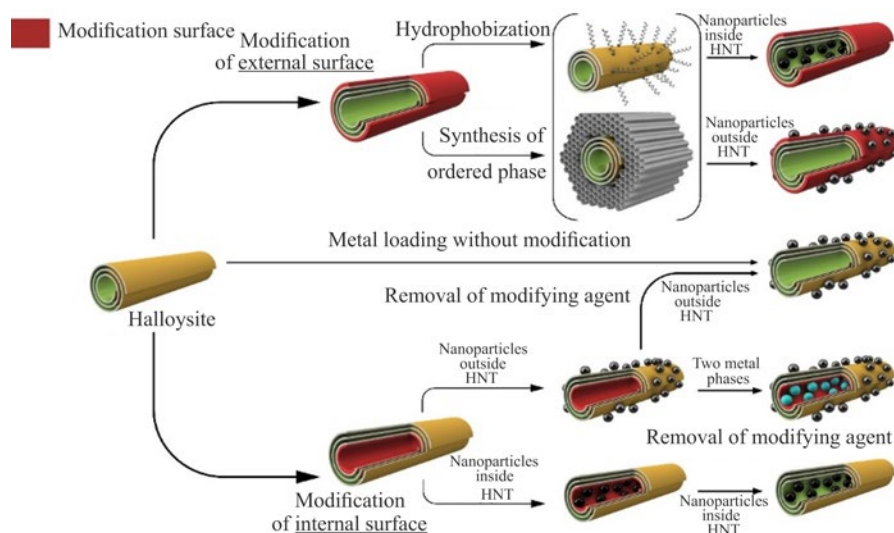 Modification surface
Modification
of external surface
Hydrophobization
Synthesis of
ordered phase
Nanoparticles
inside
HNT
Nanoparticles
outside
HNT
Metal loading without modification
Removal of modifying agent
Nanoparticles
outside
HNT
Halloysite
Nanoparticles
outside
HNT
Two metal
phases
Removal of modifying agent
Nanoparticles
inside
HNT
Nanoparticles
inside
HNT
Modification
of internal surface